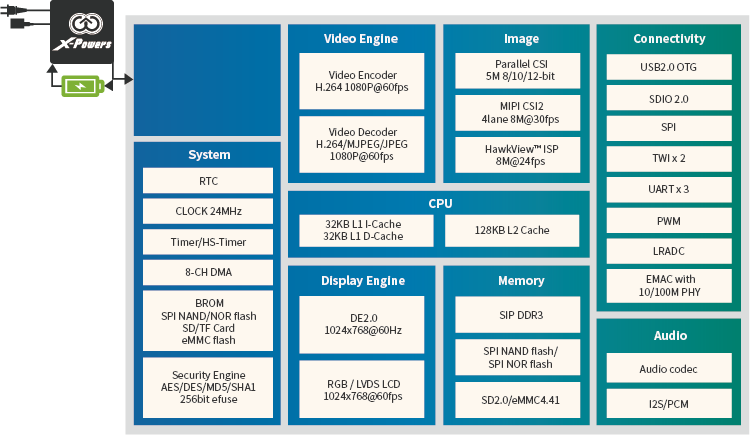 X-Powers
System
RTC
CLOCK 24MHz
Timer/HS-Timer
8-CH DMA
BROM
SPI NAND/NOR flash
SD/TF Card
eMMC flash
Security Engine
AES/DES/MD5/SHA1
256bit efuse
Video Engine
Video Encoder
H.264 1080P@60fps
Video Decoder
H.264/MJPEG/JPEG
1080P@60fps
Image
Parallel CSI
5M 8/10/12-bit
MIPI CSI2
4lane 8M@30fps
HawkView™ ISP
8M@24fps
CPU
32KB L1 I-Cache
32KB L1 D-Cache
128KB L2 Cache
Display Engine
DE2.0
1024x768@60Hz
RGB / LVDS LCD
1024x768@60fps
Memory
SIP DDR3
SPI NAND flash/
SPI NOR flash
SD2.0/eMMC4.41
Connectivity
USB2.0 OTG
SDIO 2.0
SPI
TWI x 2
UART x 3
PWM
LRADC
EMAC with
10/100M PHY
Audio
Audio codec
I2S/PCM